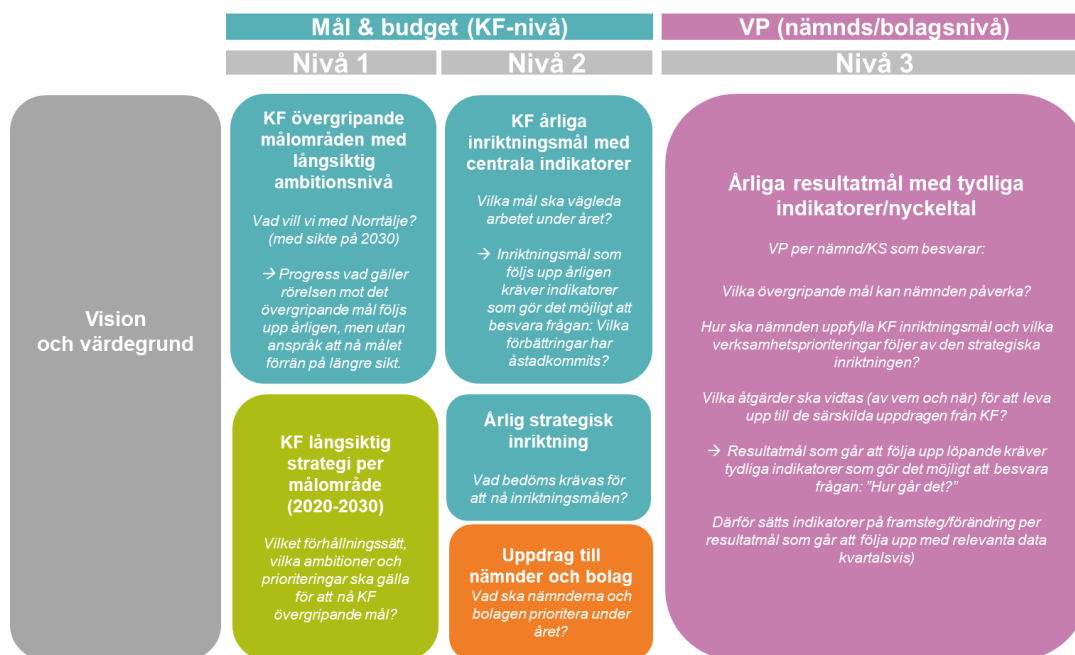 Mål & budget (KF-nivå)
VP (nämnds/bolagsnivå)
Nivå 1
Nivå 2
Nivå 3
Vision
och värdegrund
KF övergripande
målområden med
långsiktig
ambitionsnivå
Vad vill vi med Norrtälje?
(med sikte på 2030)
→ Progress vad gäller
rörelsen mot det
övergripande mål följs
upp årligen, men utan
anspråk att nå målet
förrän på längre sikt.
KF långsiktig
strategi per
målområde
(2020-2030)
Vilket förhållningssätt,
vilka ambitioner och
prioriteringar ska gälla
för att nå KF
övergripande mål?
KF årliga
inriktningsmål med
centrala indikatorer
Vilka mål ska vägleda
arbetet under året?
→ Inriktningsmål som
följs upp årligen
kräver indikatorer
som gör det möjligt att
besvara frågan: Vilka
förbättringar har
åstadkommits?
Årlig strategisk
inriktning
Vad bedöms krävas för
att nå inriktningsmålen?
Uppdrag till
nämnder och bolag
Vad ska nämnderna och
bolagen prioritera under
året?
Årliga resultatmål med tydliga
indikatorer/nyckeltal
VP per nämnd/KS som besvarar:
Vilka övergripande mål kan nämnden påverka?
Hur ska nämnden uppfylla KF inriktningsmål och vilka
verksamhetsprioriteringar följer av den strategiska
inriktningen?
Vilka åtgärder ska vidtas (av vem och när) för att leva
upp till de särskilda uppdragen från KF?
→ Resultatmål som går att följa upp löpande kräver
tydliga indikatorer som gör det möjligt att besvara
frågan: ”Hur går det?”
Därför sätts indikatorer på framsteg/förändring per
resultatmål som går att följa upp med relevanta data
kvartalsvis)